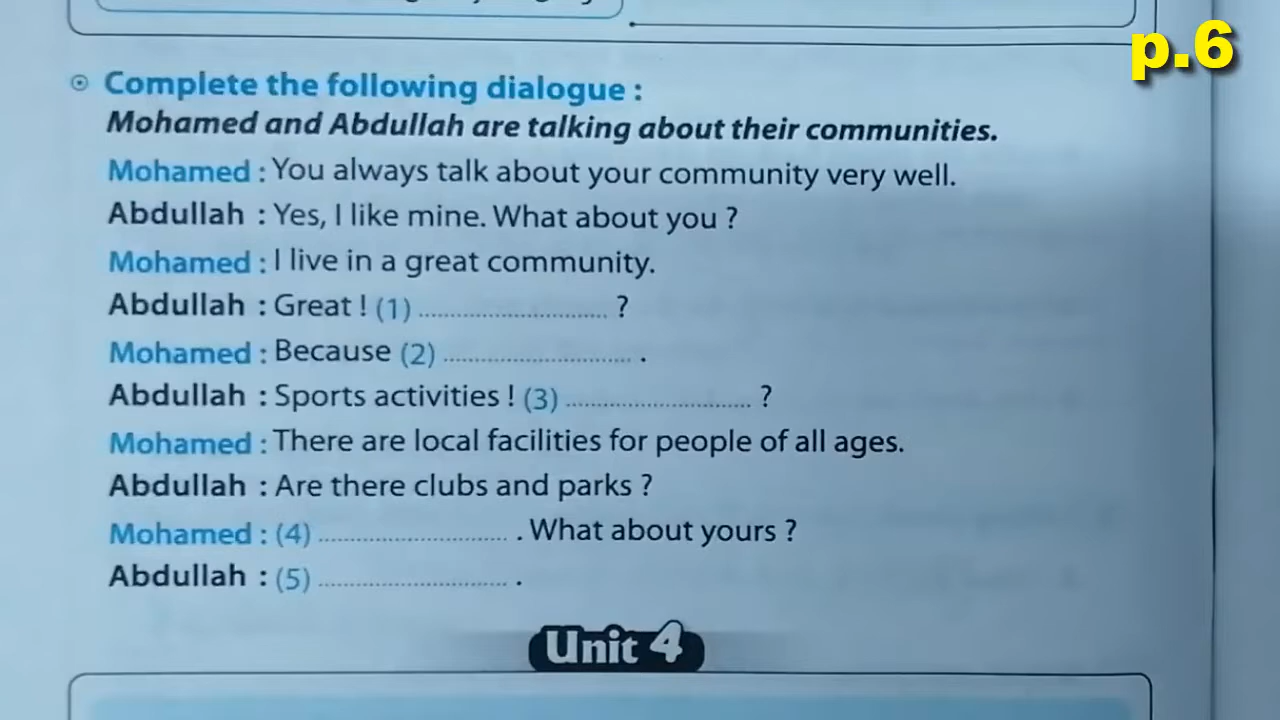 p.6
Complete the following dialogue :
Mohamed and Abdullah are talking about their communities.
Mohamed : You always talk about your community very well.
Abdullah : Yes, I like mine. What about you ?
Mohamed : I live in a great community.
Abdullah : Great ! (1) .............................. ?
Mohamed : Because (2) .............................. .
Abdullah : Sports activities ! (3) .............................. ?
Mohamed : There are local facilities for people of all ages.
Abdullah : Are there clubs and parks ?
Mohamed : (4) .............................. . What about yours ?
Abdullah : (5) .............................. .
Unit 4